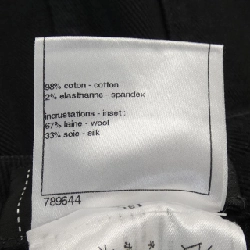 98% coton - cotton
2% elasthanne - spandex
incrustations - inset:
67% laine - wool
33% soie - silk
789644